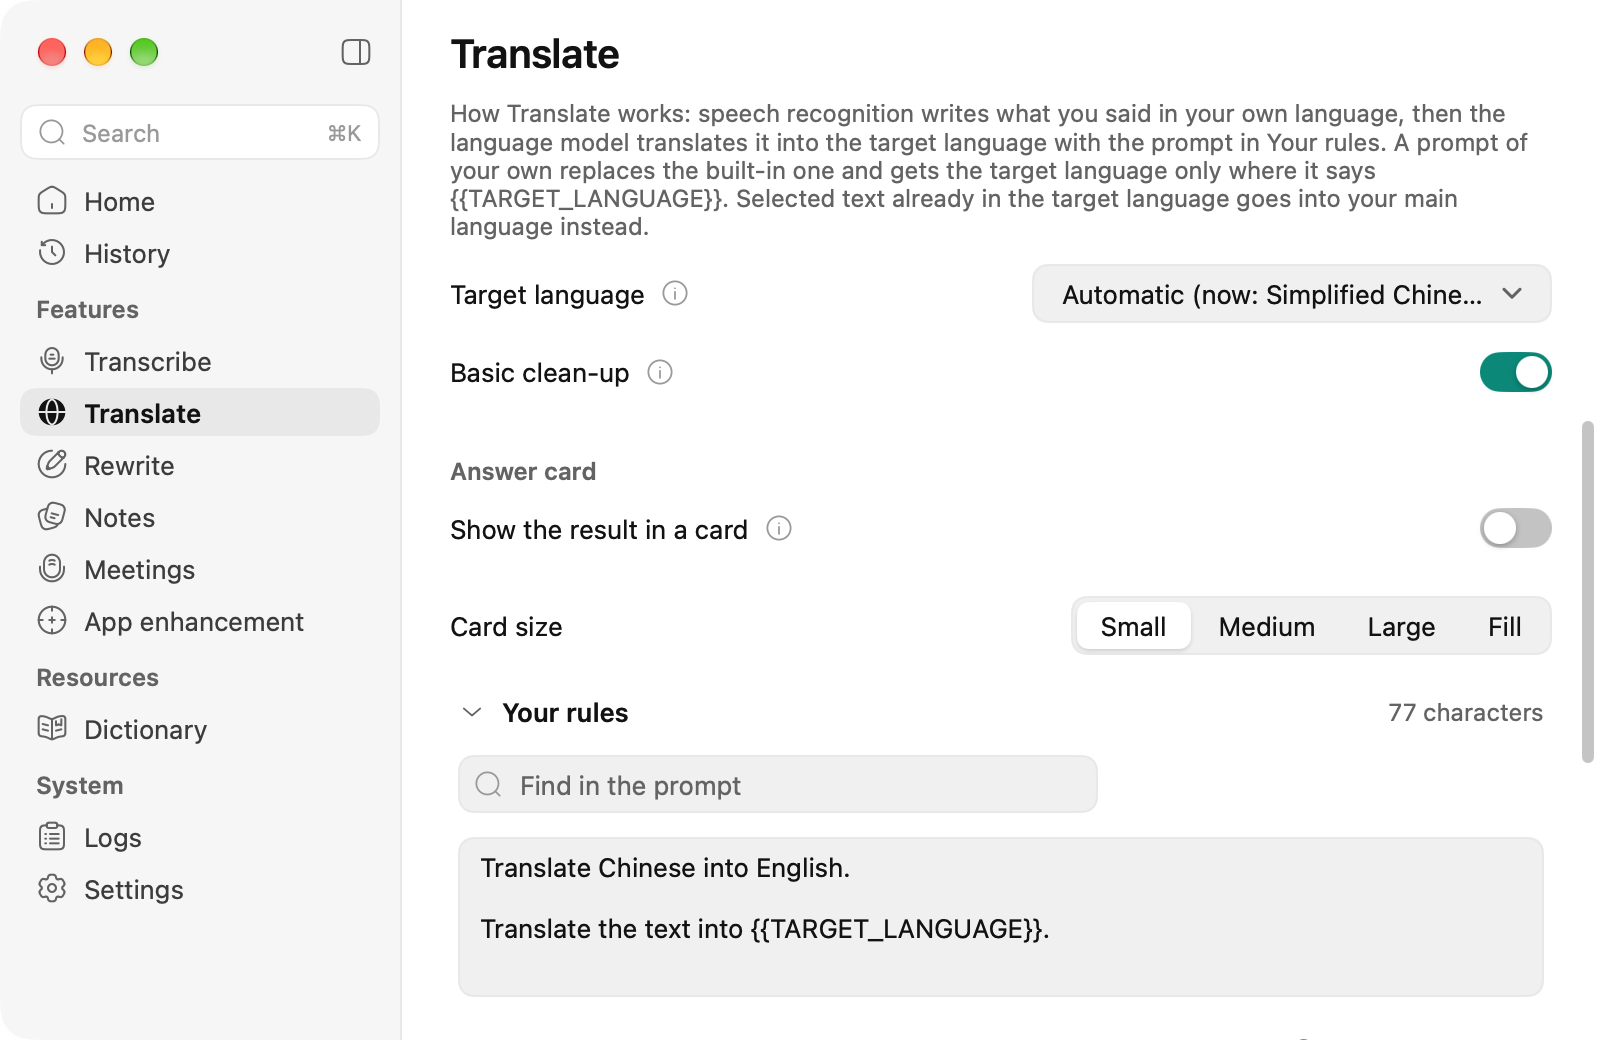 Search ⌘K
Home
History
Features
Transcribe
Translate
Rewrite
Notes
Meetings
App enhancement
Resources
Dictionary
System
Logs
Settings
Translate
How Translate works: speech recognition writes what you said in your own language, then the
language model translates it into the target language with the prompt in Your rules. A prompt of
your own replaces the built-in one and gets the target language only where it says
{{TARGET_LANGUAGE}}. Selected text already in the target language goes into your main
language instead.
Target language
Automatic (now: Simplified Chine...
Basic clean-up
Answer card
Show the result in a card
Card size
Small Medium Large Fill
Your rules
77 characters
Find in the prompt
Translate Chinese into English.
Translate the text into {{TARGET_LANGUAGE}}.